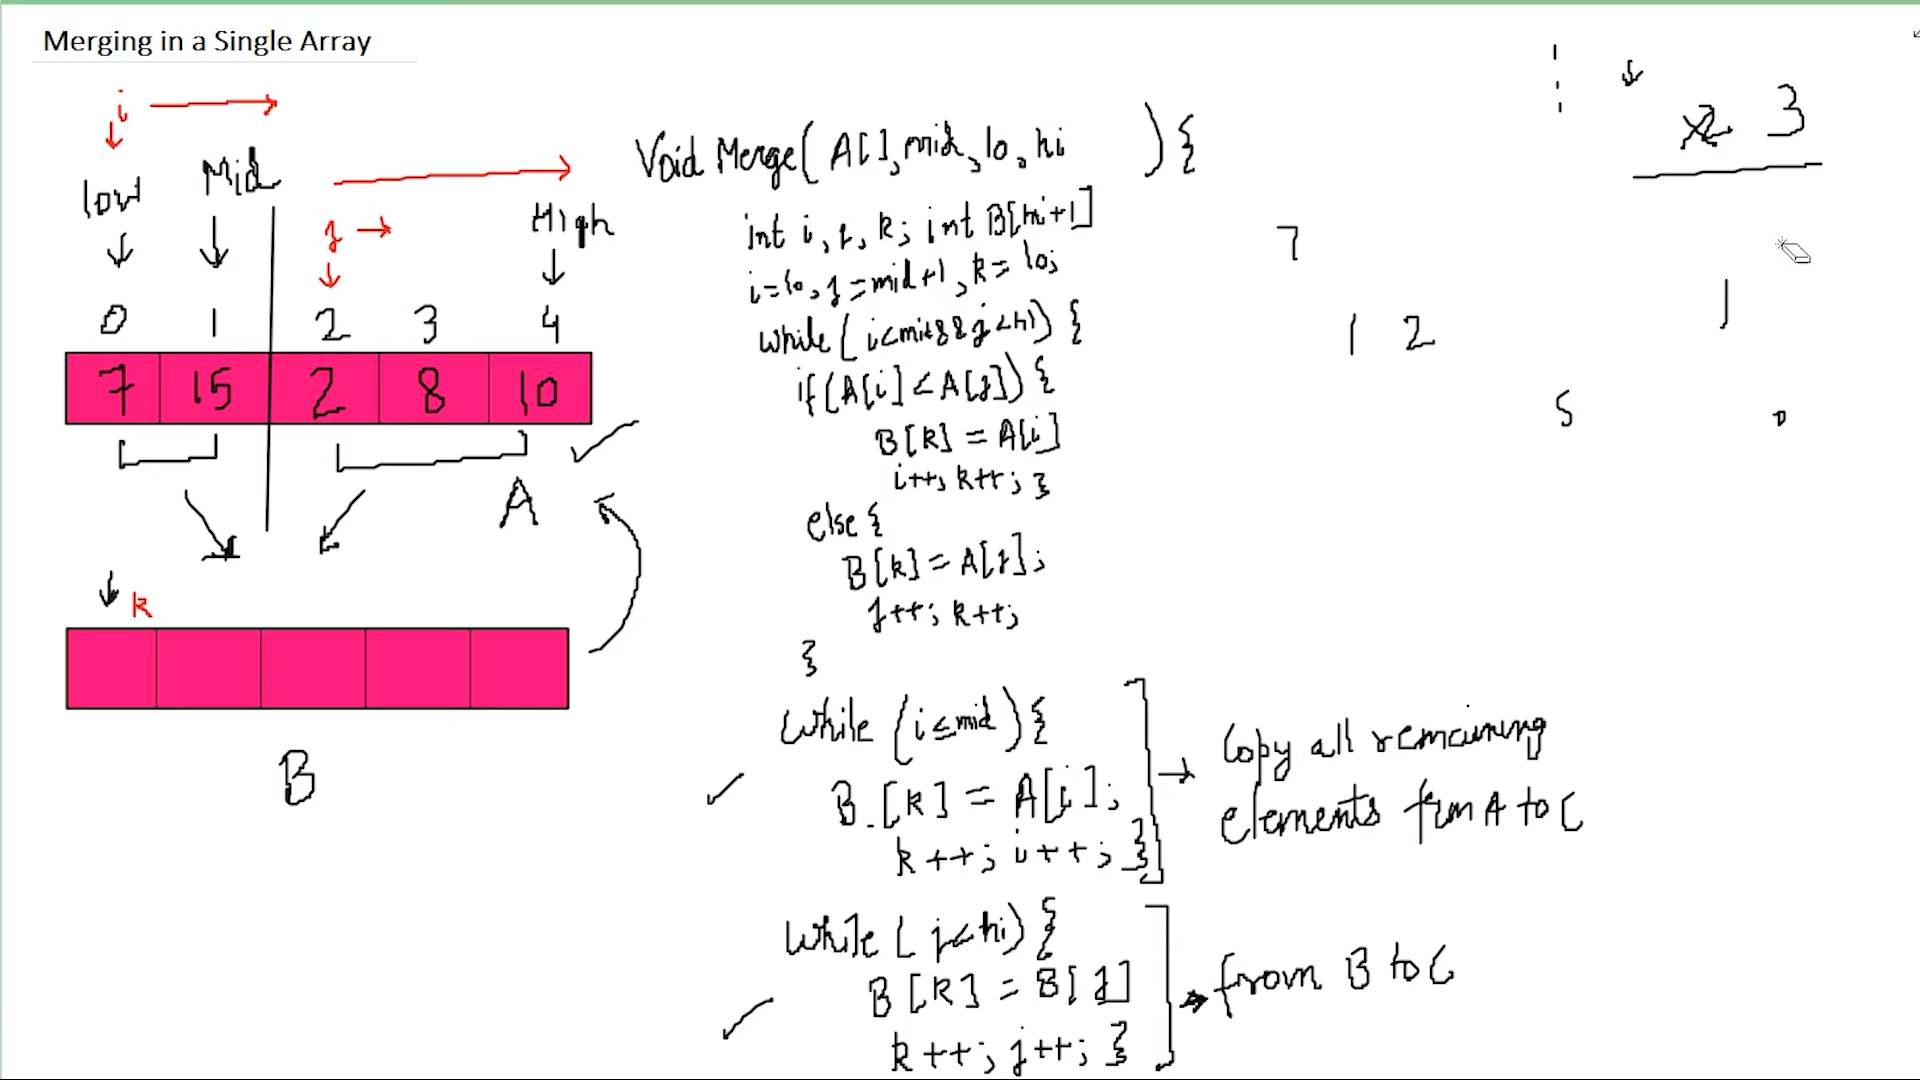 Merging in a Single Array
i
low Mid
j
High
0 1 2 3 4
7 15 2 8 10
A
k
B
Void Merge( A[], mid, lo, hi ) {
int i, j, k; int B[hi+1]
i=lo, j=mid+1, k=lo;
while(i<mid&&j<hi) {
if(A[i]<A[j]) {
B[k] = A[i]
i++; k++; }
else {
B[k] = A[j];
j++; k++;
}
while (i≤mid) {
B[k] = A[i];
k++; i++; }
while (j<hi) {
B[k] = B[j]
k++; j++; }
Copy all remaining
elements from A to C
from B to C
3
7
1
1 2
5
0